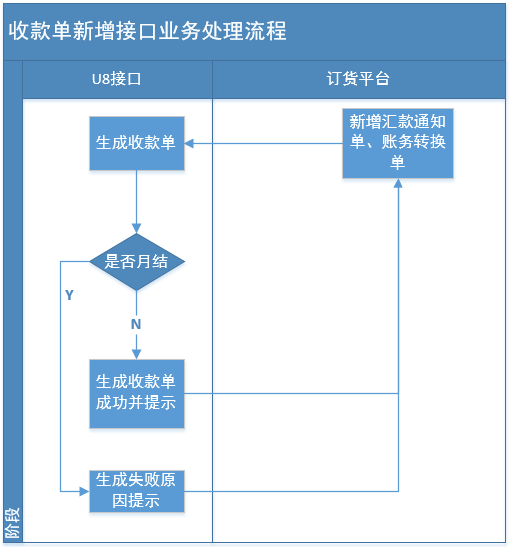 收款单新增接口业务处理流程
U8接口
订货平台
生成收款单
新增汇款通知
单、账务转换
单
是否月结
Y
N
生成收款单
成功并提示
生成失败原
因提示
阶段